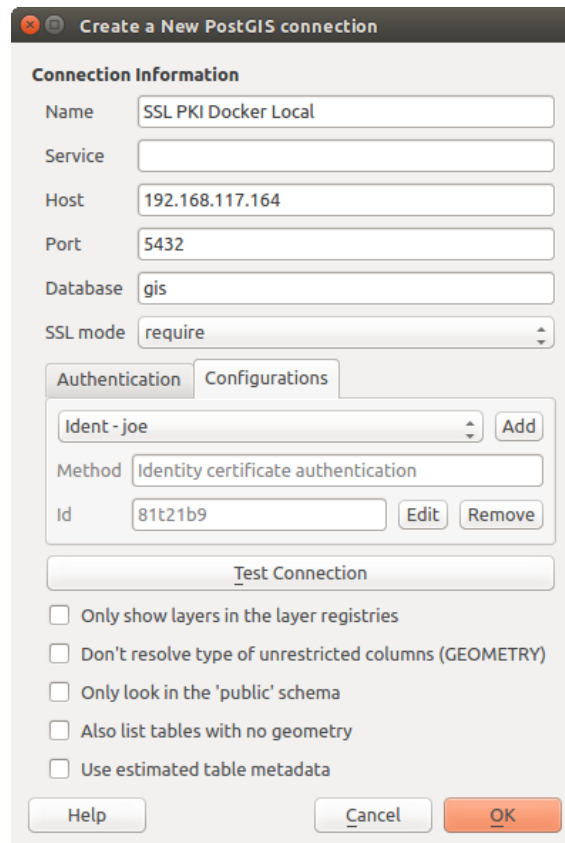 Create a New PostGIS connection
Connection Information
Name SSL PKI Docker Local
Service
Host 192.168.117.164
Port 5432
Database gis
SSL mode require
Authentication Configurations
Ident - joe Add
Method Identity certificate authentication
Id 81t21b9 Edit Remove
Test Connection
Only show layers in the layer registries
Don't resolve type of unrestricted columns (GEOMETRY)
Only look in the 'public' schema
Also list tables with no geometry
Use estimated table metadata
Help Cancel OK